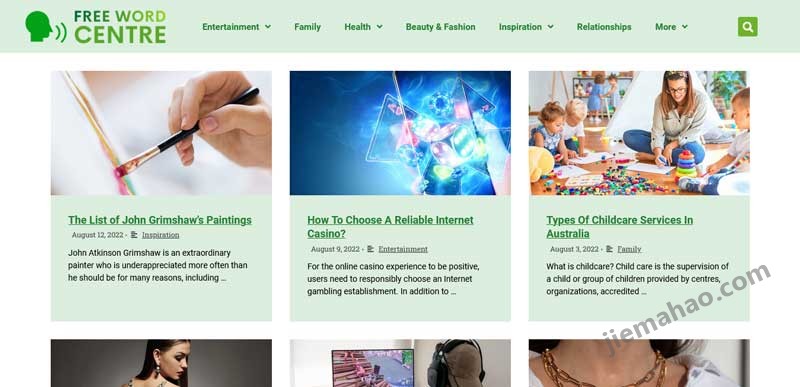 FREE WORD
CENTRE
Entertainment
Family
Health
Beauty & Fashion
Inspiration
Relationships
More
The List of John Grimshaw's Paintings
August 12, 2022 • Inspiration
John Atkinson Grimshaw is an extraordinary
painter who is underappreciated more often than
he should be for many reasons, including ...
How To Choose A Reliable Internet
Casino?
August 9, 2022 • Entertainment
For the online casino experience to be positive,
users need to responsibly choose an Internet
gambling establishment. In addition to ...
Types Of Childcare Services In
Australia
August 3, 2022 • Family
What is childcare? Child care is the supervision of
a child or group of children provided by centres,
organizations, accredited ...
jiemahao.com